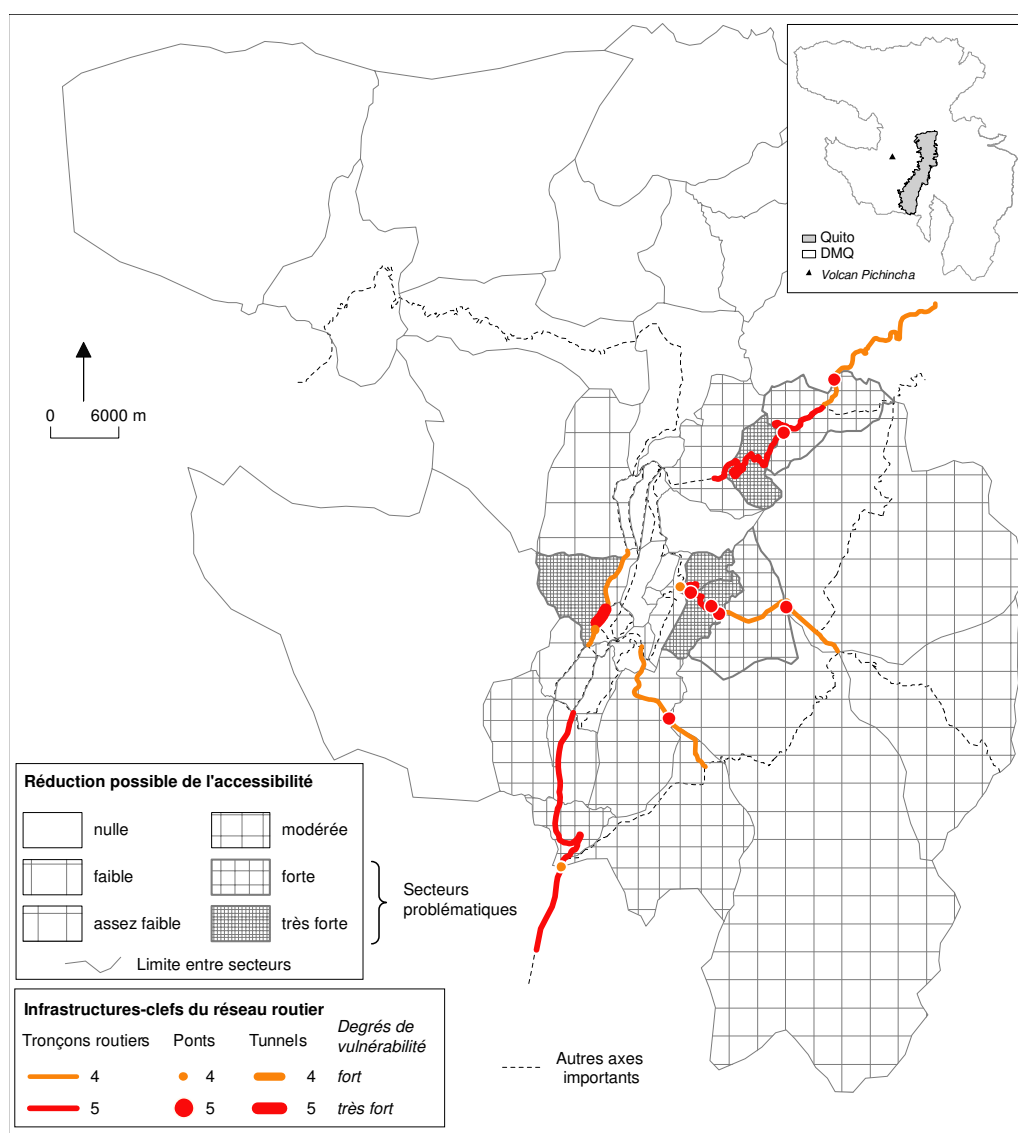 Quito
DMQ
Volcan Pichincha
0 6000 m
Réduction possible de l'accessibilité
nulle modérée
faible forte
assez faible très forte
Secteurs
problématiques
Limite entre secteurs
Infrastructures-clefs du réseau routier
Tronçons routiers Ponts Tunnels Degrés de
vulnérabilité
4 4 4 fort
5 5 5 très fort
Autres axes
importants